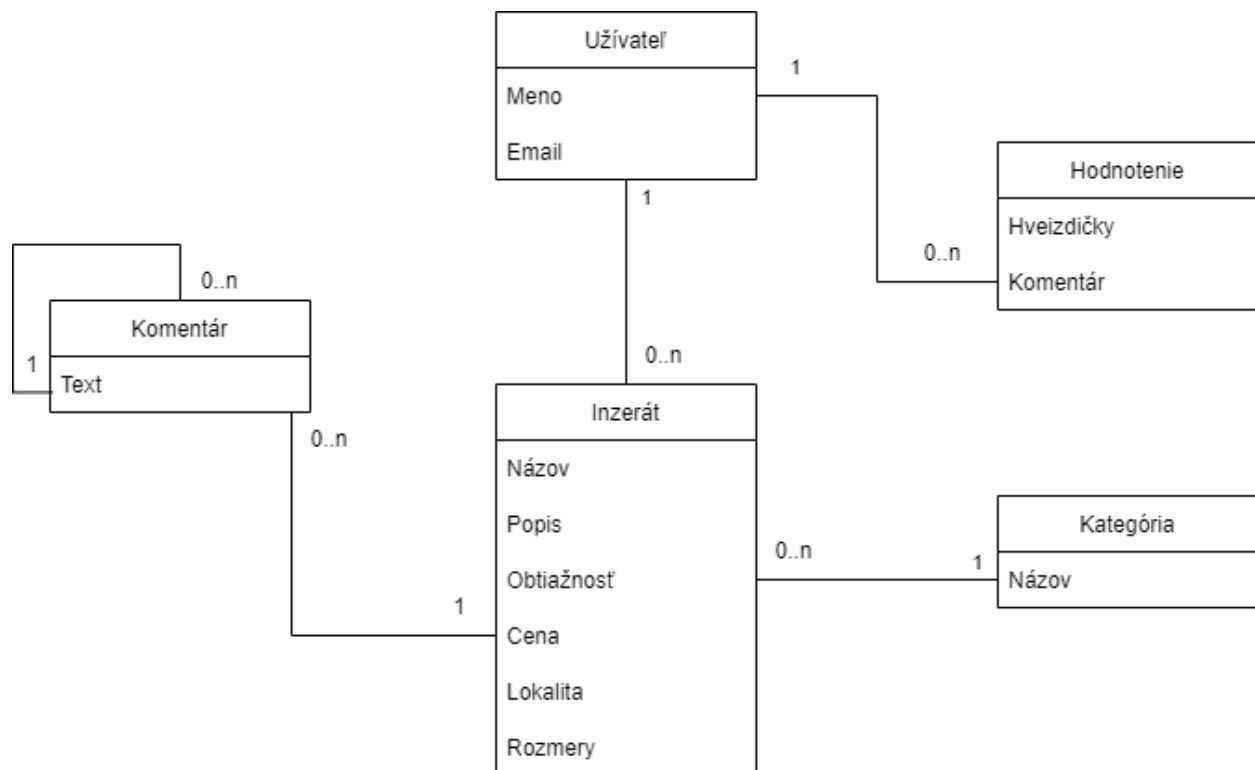 Užívateľ
Meno
Email
1
1
Hodnotenie
Hveizdičky
Komentár
0..n
0..n
Komentár
Text
1
0..n
0..n
Inzerát
Názov
Popis
Obtiažnosť
Cena
Lokalita
Rozmery
1
0..n
1
Kategória
Názov